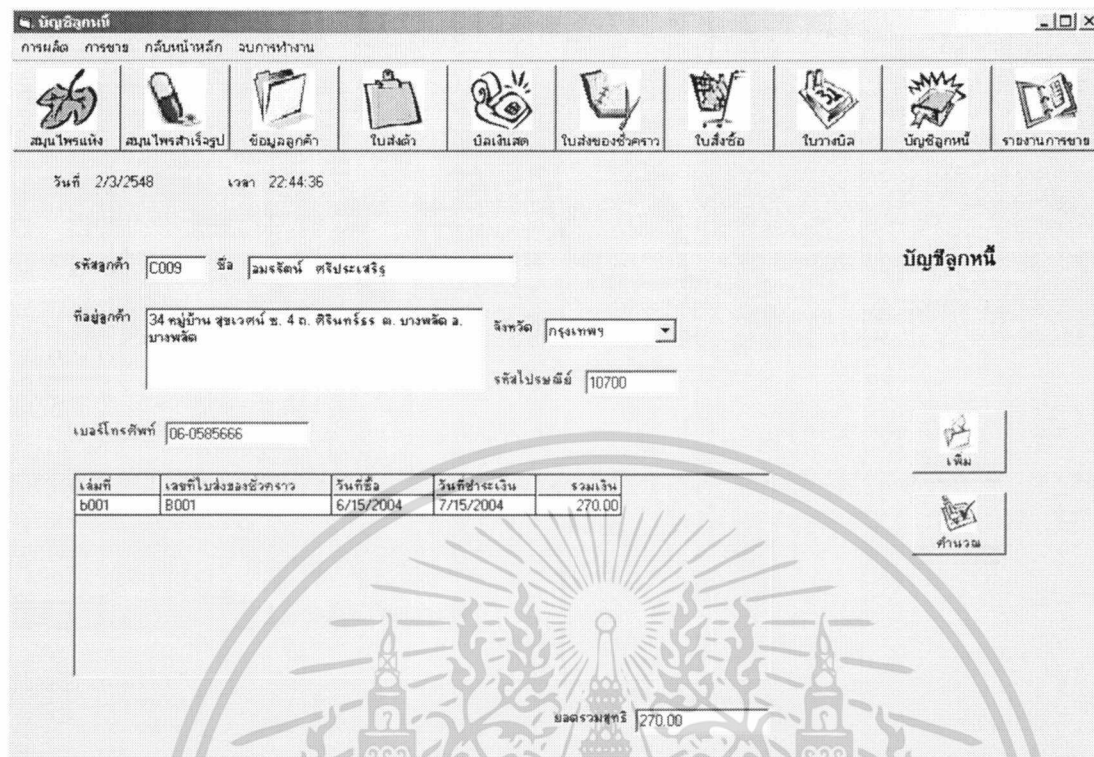 บัญชีลูกหนี้
การผลิต การขาย กลับหน้าหลัก จบการทำงาน
สมุนไพรแห้ง สมุนไพรสำเร็จรูป ข้อมูลลูกค้า ใบส่งตัว บิลเงินสด ใบส่งของชั่วคราว ใบสั่งซื้อ ใบวางบิล บัญชีลูกหนี้ รายงานการขาย
วันที่ 2/3/2548 เวลา 22:44:36
บัญชีลูกหนี้
รหัสลูกค้า C009 ชื่อ อมรรัตน์ ศรีประเสริฐ
ที่อยู่ลูกค้า 34 หมู่บ้าน สุขเวศน์ ซ. 4 ถ. ศิรินทร์ธร ต. บางพลัด อ.
บางพลัด
จังหวัด กรุงเทพฯ
รหัสไปรษณีย์ 10700
เบอร์โทรศัพท์ 06-0585666
เพิ่ม
เล่มที่ เลขที่ใบส่งของชั่วคราว วันที่ซื้อ วันที่ชำระเงิน รวมเงิน
b001 B001 6/15/2004 7/15/2004 270.00
คำนวณ
ยอดรวมสุทธิ 270.00